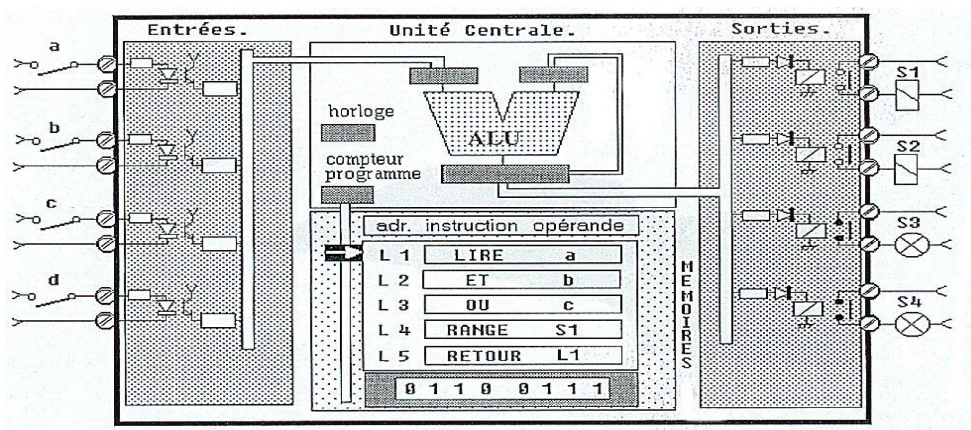 Entrées.
Unité Centrale.
Sorties.
a
b
c
d
horloge
compteur
programme
ALU
adr. instruction opérande
L 1 LIRE a
L 2 ET b
L 3 OU c
L 4 RANGE S1
L 5 RETOUR L1
0 1 1 0 0 1 1 1
MEMOIRES
S1
S2
S3
S4